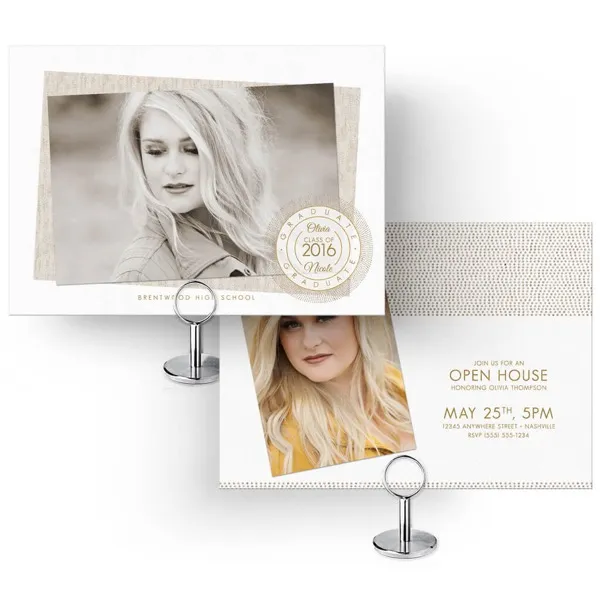 GRADUATE
Olivia
CLASS OF
2016
Nicole
GRADUATE
BRENTWOOD HIGH SCHOOL
JOIN US FOR AN
OPEN HOUSE
HONORING OLIVIA THOMPSON
MAY 25TH, 5PM
12345 ANYWHERE STREET • NASHVILLE
RSVP (555) 555-1234